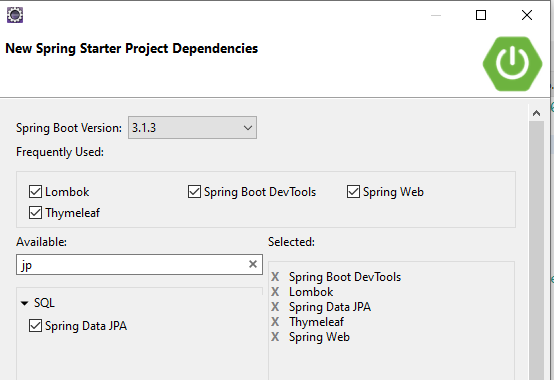 New Spring Starter Project Dependencies
Spring Boot Version: 3.1.3
Frequently Used:
Lombok Spring Boot DevTools Spring Web
Thymeleaf
Available: Selected:
jp
X Spring Boot DevTools
X Lombok
SQL
X Spring Data JPA
Spring Data JPA
X Thymeleaf
X Spring Web